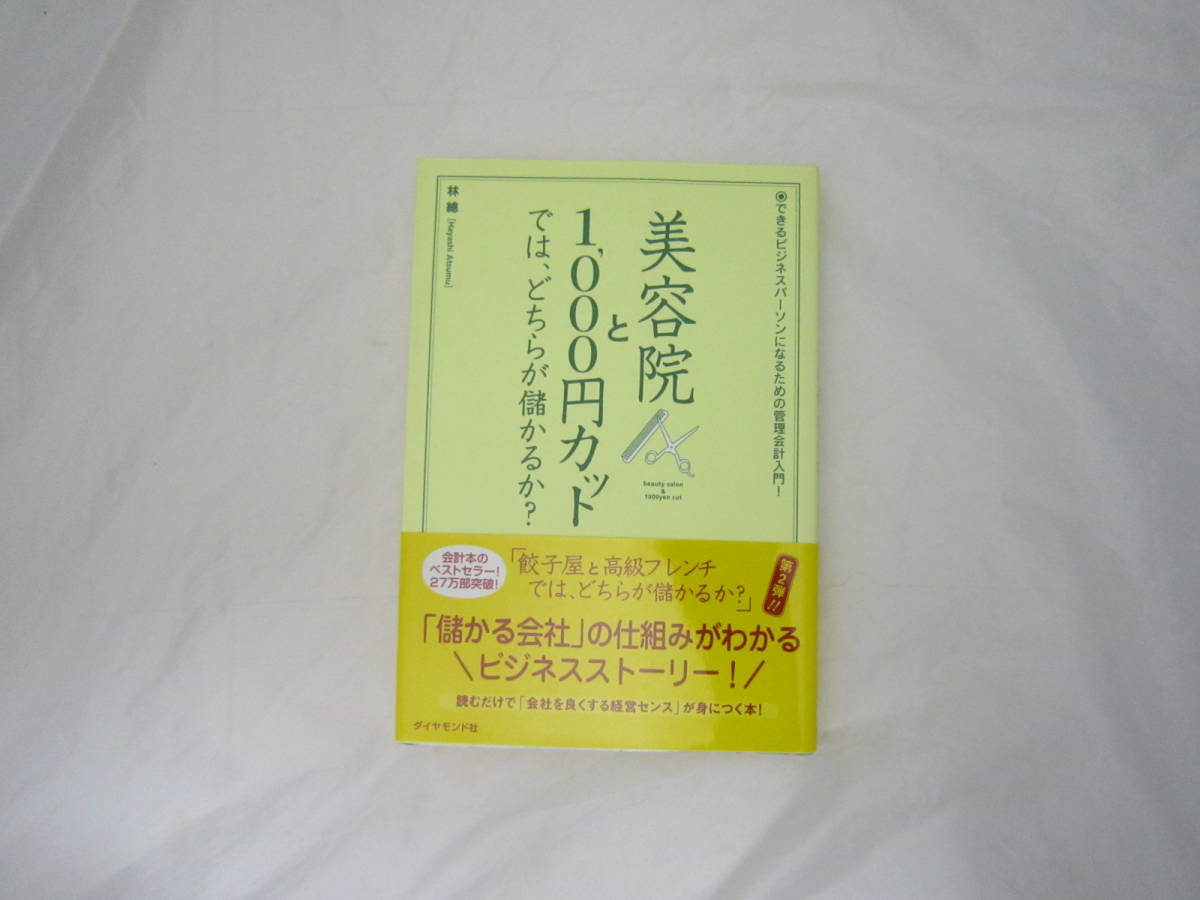 ◉できるビジネスパーソンになるための管理会計入門！
美容院
と
1,000円カット
では、どちらが儲かるか？
林 總［Hayashi Atsumu］
beauty salon
&
1000yen cut
会計本の
ベストセラー！
27万部突破！
「餃子屋と高級フレンチ
では、どちらが儲かるか？」
第2弾！！
「儲かる会社」の仕組みがわかる
＼ビジネスストーリー！／
読むだけで「会社を良くする経営センス」が身につく本！
ダイヤモンド社